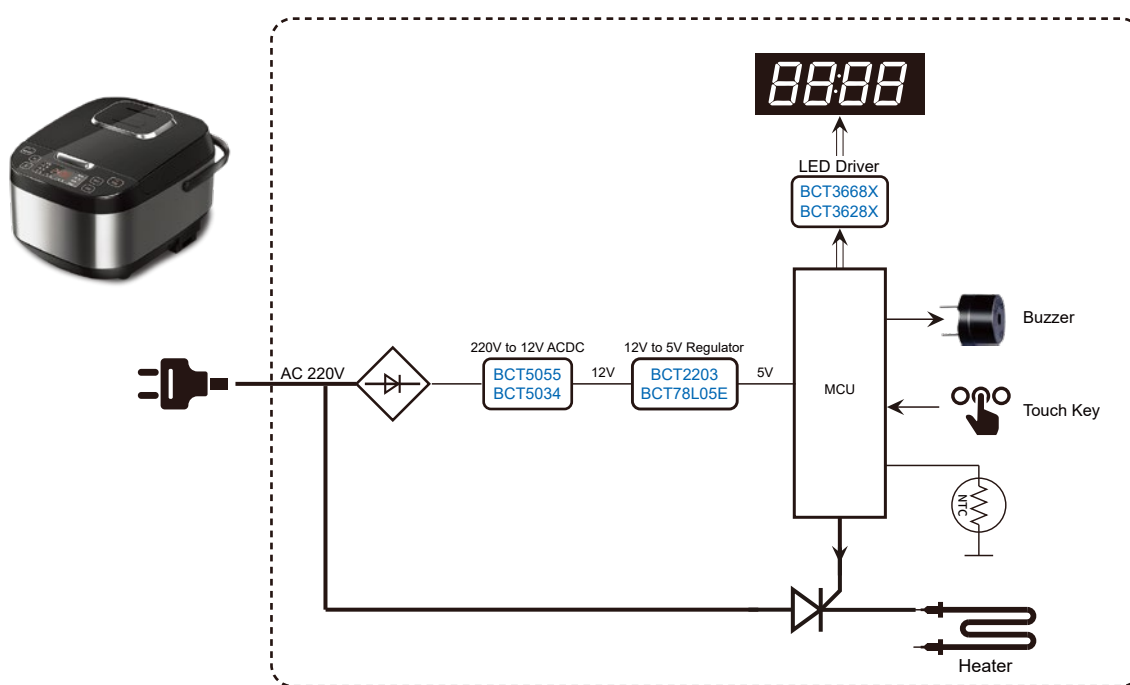 88:88
LED Driver
BCT3668X
BCT3628X
Buzzer
220V to 12V ACDC
12V to 5V Regulator
AC 220V
BCT5055
BCT5034
12V
BCT2203
BCT78L05E
5V
MCU
Touch Key
NTC
Heater